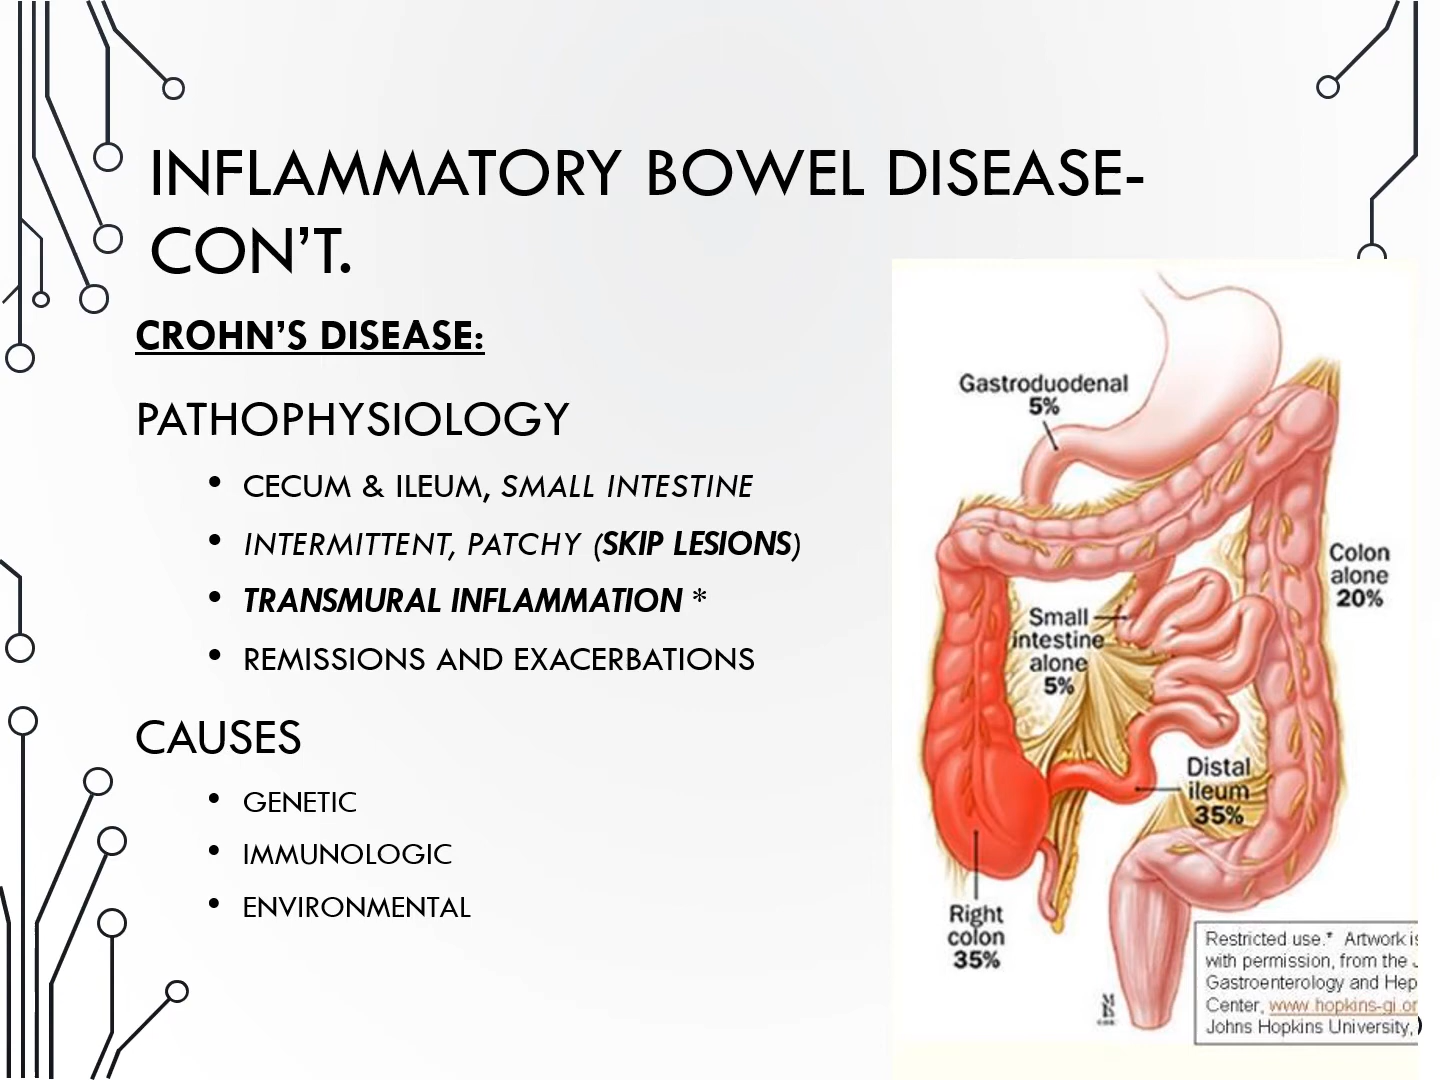 INFLAMMATORY BOWEL DISEASE-
CON’T.
CROHN’S DISEASE:
PATHOPHYSIOLOGY
• CECUM & ILEUM, SMALL INTESTINE
• INTERMITTENT, PATCHY (SKIP LESIONS)
• TRANSMURAL INFLAMMATION *
• REMISSIONS AND EXACERBATIONS
CAUSES
• GENETIC
• IMMUNOLOGIC
• ENVIRONMENTAL
Gastroduodenal
5%
Colon
alone
20%
Small
intestine
alone
5%
Distal
ileum
35%
Right
colon
35%
Restricted use.* Artwork is
with permission, from the
Gastroenterology and Hep
Center, www.hopkins-gi.or
Johns Hopkins University,